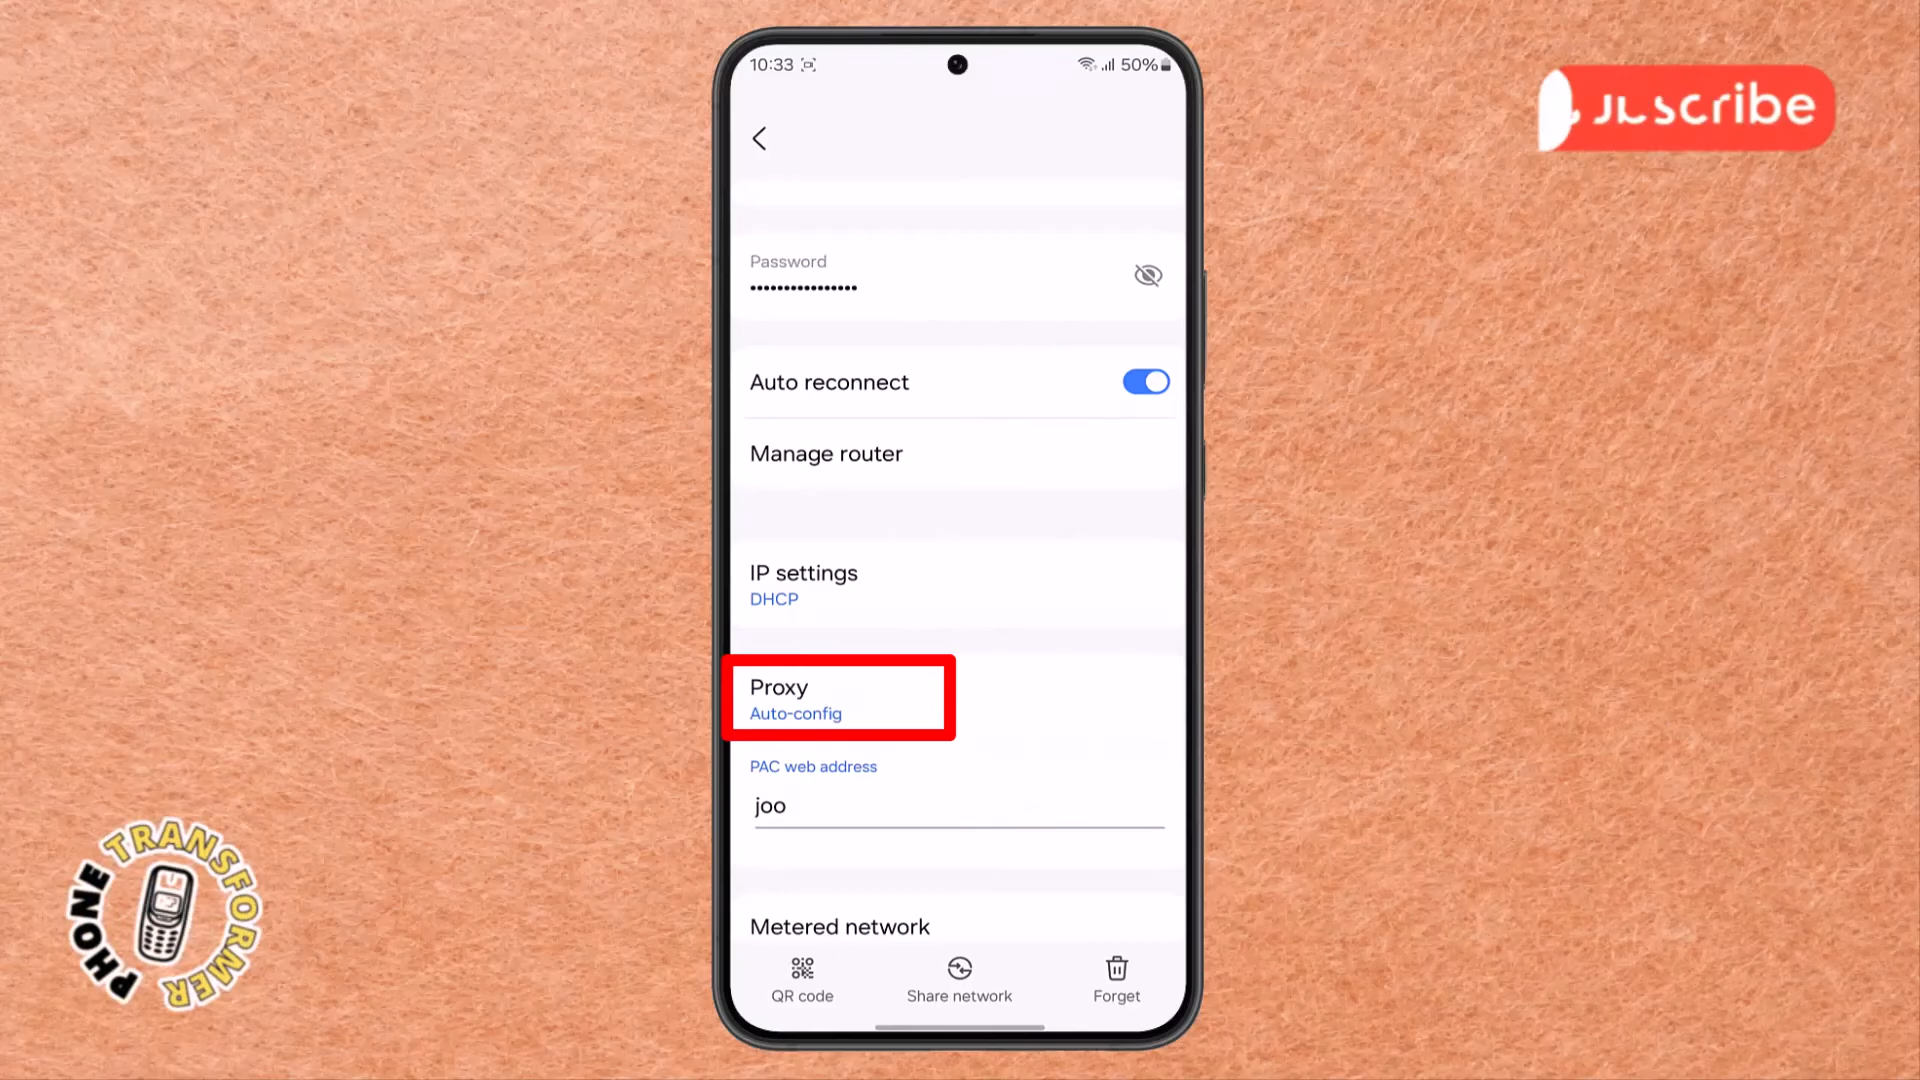 10:33
50%
Password
Auto reconnect
Manage router
IP settings
DHCP
Proxy
Auto-config
PAC web address
joo
Metered network
QR code
Share network
Forget
PHONE TRANSFORMER